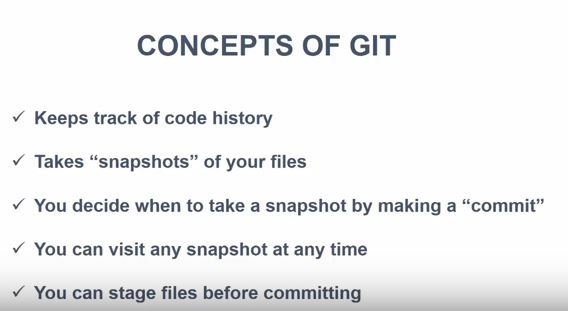 CONCEPTS OF GIT
✓ Keeps track of code history
✓ Takes “snapshots” of your files
✓ You decide when to take a snapshot by making a “commit”
✓ You can visit any snapshot at any time
✓ You can stage files before committing